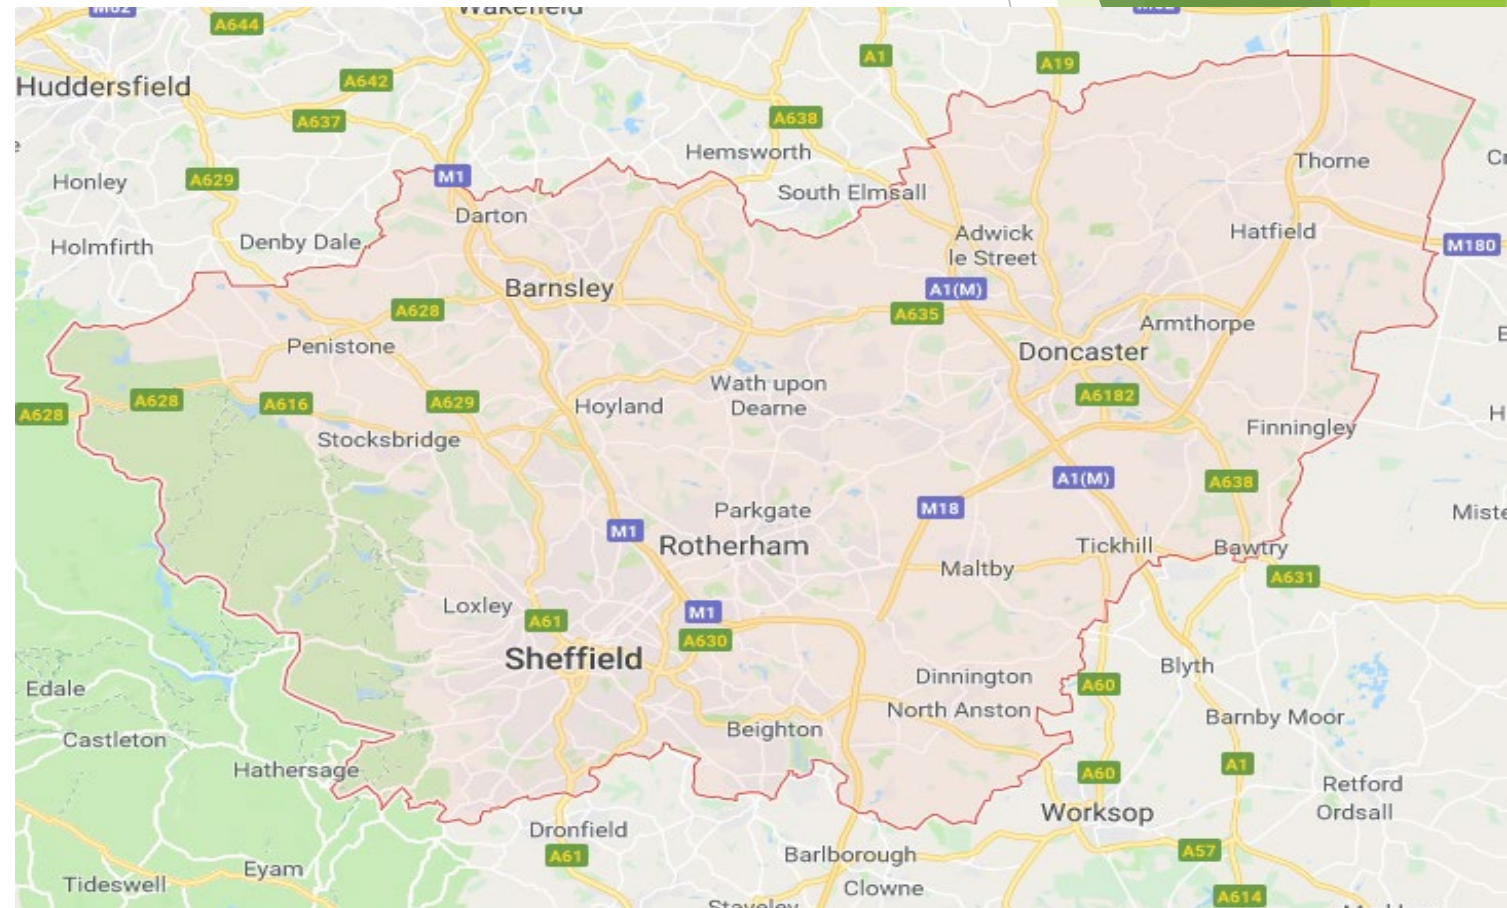 Wakefield
A644
A1
A19
Huddersfield
A642
A637
A638
Hemsworth
Thorne
Honley
A629
M1
South Elmsall
Darton
Adwick
le Street
Hatfield
Holmfirth
Denby Dale
M180
Barnsley
A1(M)
A628
A635
Armthorpe
Penistone
Doncaster
Wath upon
Dearne
A6182
A628
A628
A616
A629
Hoyland
Finningley
Stocksbridge
A1(M)
A638
M18
Parkgate
Miste
M1
Rotherham
Tickhill
Bawtry
Maltby
A631
Loxley
A61
M1
A630
Sheffield
Blyth
Dinnington
A60
Edale
North Anston
Barnby Moor
Beighton
Castleton
Hathersage
A60
A1
Retford
Ordsall
Worksop
Dronfield
A61
Barlborough
A57
Eyam
Tideswell
Clowne
A614
Staveley